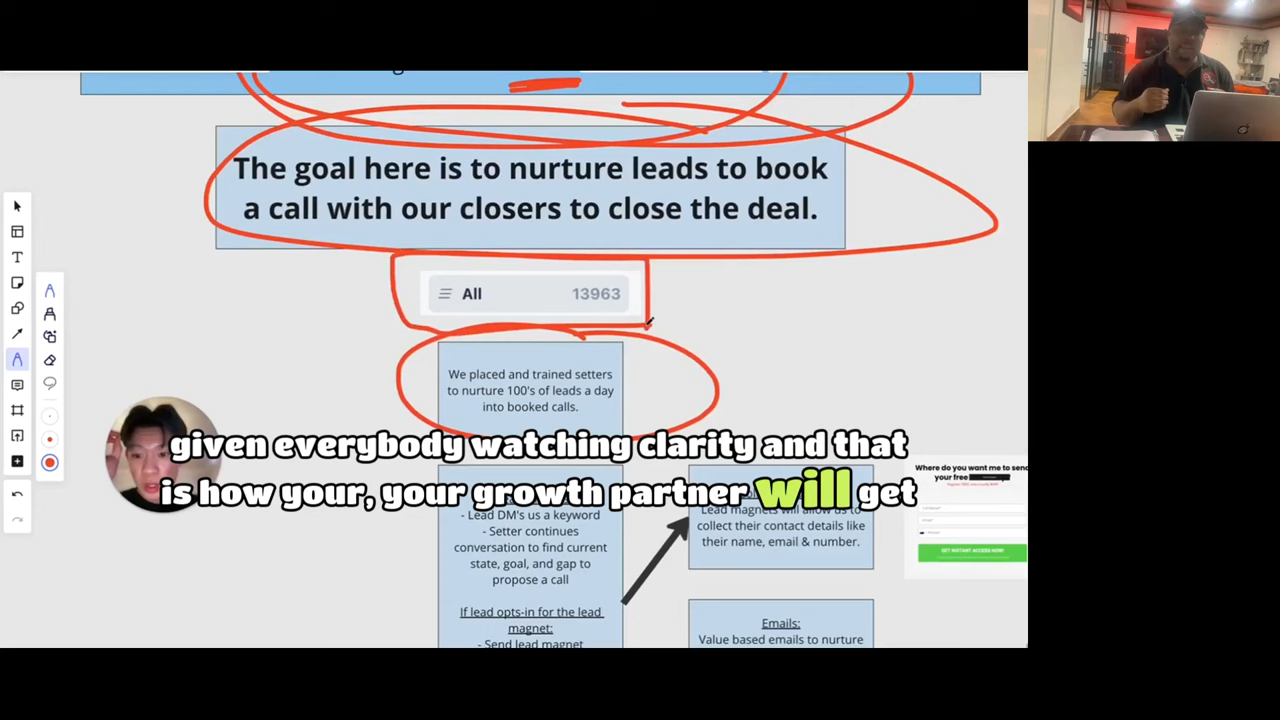 The goal here is to nurture leads to book
a call with our closers to close the deal.
All 13963
We placed and trained setters
to nurture 100's of leads a day
into booked calls.
given everybody watching clarity and that
is how your, your growth partner will get
- Lead DM's us a keyword
- Setter continues
conversation to find current
state, goal, and gap to
propose a call
If lead opts-in for the lead
magnet:
- Send lead magnet
Lead magnets will allow us to
collect their contact details like
their name, email & number.
Emails:
Value based emails to nurture
Where do you want me to send
your free
GET INSTANT ACCESS NOW!
T